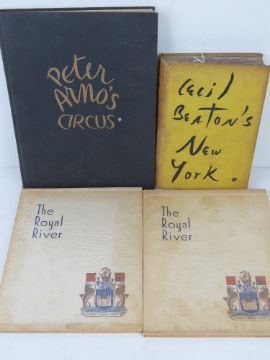 Peter
Arno's
CIRCUS
Cecil
BEATON'S
NEW
YORK.
The
Royal
River
The
Royal
River